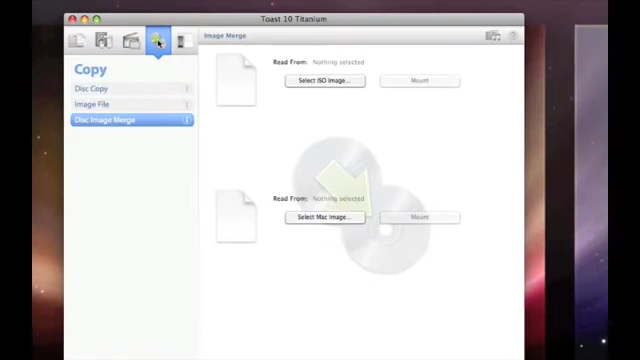 Toast 10 Titanium
Image Merge
Copy
Disc Copy
Image File
Disc Image Merge
Read From: Nothing selected
Select ISO Image...
Mount
Read From: Nothing selected
Select Mac Image...
Mount